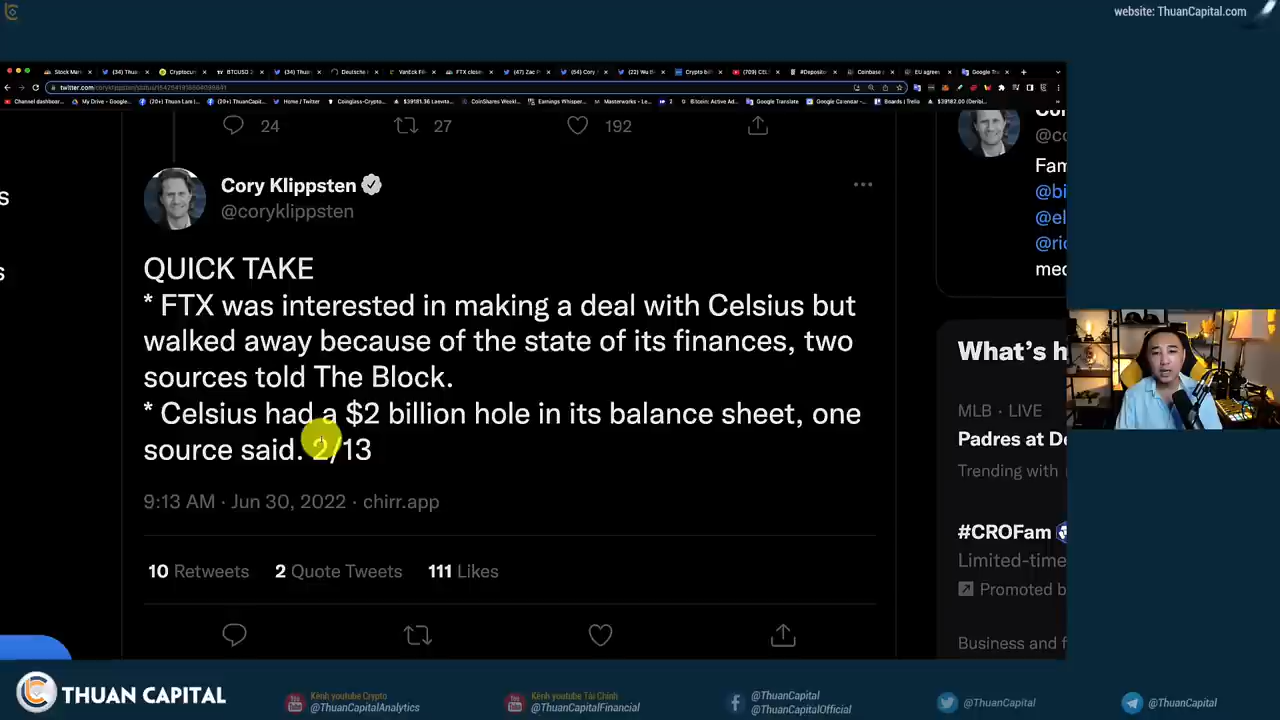 website: ThuanCapital.com
24
27
192
Cory Klippsten
@coryklippsten
QUICK TAKE
* FTX was interested in making a deal with Celsius but
walked away because of the state of its finances, two
sources told The Block.
* Celsius had a $2 billion hole in its balance sheet, one
source said. 2/13
9:13 AM · Jun 30, 2022 · chirr.app
10 Retweets 2 Quote Tweets 111 Likes
@co
Fam
@bi
@el
@ric
med
What's h
MLB · LIVE
Padres at De
Trending with
#CROFam
Limited-time
Promoted b
Business and f
THUAN CAPITAL
Kênh youtube Crypto
@ThuanCapitalAnalytics
Kênh youtube Tài Chính
@ThuanCapitalFinancial
@ThuanCapital
@ThuanCapitalOfficial
@ThuanCapital
@ThuanCapital